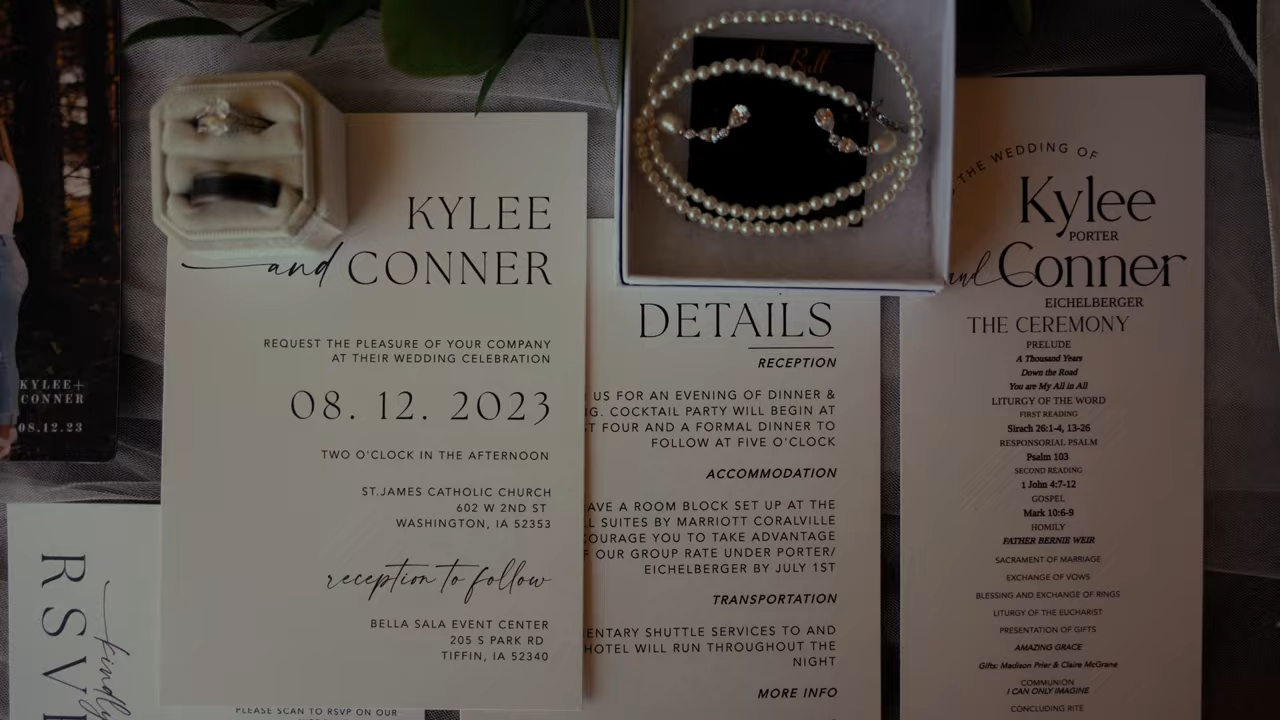 KYLEE+
CONNER
08.12.23
RSV
kindly
KYLEE
and CONNER
REQUEST THE PLEASURE OF YOUR COMPANY
AT THEIR WEDDING CELEBRATION
08. 12. 2023
TWO O'CLOCK IN THE AFTERNOON
ST.JAMES CATHOLIC CHURCH
602 W 2ND ST
WASHINGTON, IA 52353
reception to follow
BELLA SALA EVENT CENTER
205 S PARK RD
TIFFIN, IA 52340
PLEASE SCAN TO RSVP ON OUR
DETAILS
RECEPTION
US FOR AN EVENING OF DINNER &
G. COCKTAIL PARTY WILL BEGIN AT
T FOUR AND A FORMAL DINNER TO
FOLLOW AT FIVE O'CLOCK
ACCOMMODATION
AVE A ROOM BLOCK SET UP AT THE
L SUITES BY MARRIOTT CORALVILLE
COURAGE YOU TO TAKE ADVANTAGE
F OUR GROUP RATE UNDER PORTER/
EICHELBERGER BY JULY 1ST
TRANSPORTATION
ENTARY SHUTTLE SERVICES TO AND
HOTEL WILL RUN THROUGHOUT THE
NIGHT
MORE INFO
THE WEDDING OF
Kylee
PORTER
and Conner
EICHELBERGER
THE CEREMONY
PRELUDE
A Thousand Years
Down the Road
You are My All in All
LITURGY OF THE WORD
FIRST READING
Sirach 26:1-4, 13-26
RESPONSORIAL PSALM
Psalm 103
SECOND READING
1 John 4:7-12
GOSPEL
Mark 10:6-9
HOMILY
FATHER BERNIE WEIR
SACRAMENT OF MARRIAGE
EXCHANGE OF VOWS
BLESSING AND EXCHANGE OF RINGS
LITURGY OF THE EUCHARIST
PRESENTATION OF GIFTS
AMAZING GRACE
Gifts: Madison Prier & Claire McGrane
COMMUNION
I CAN ONLY IMAGINE
CONCLUDING RITE